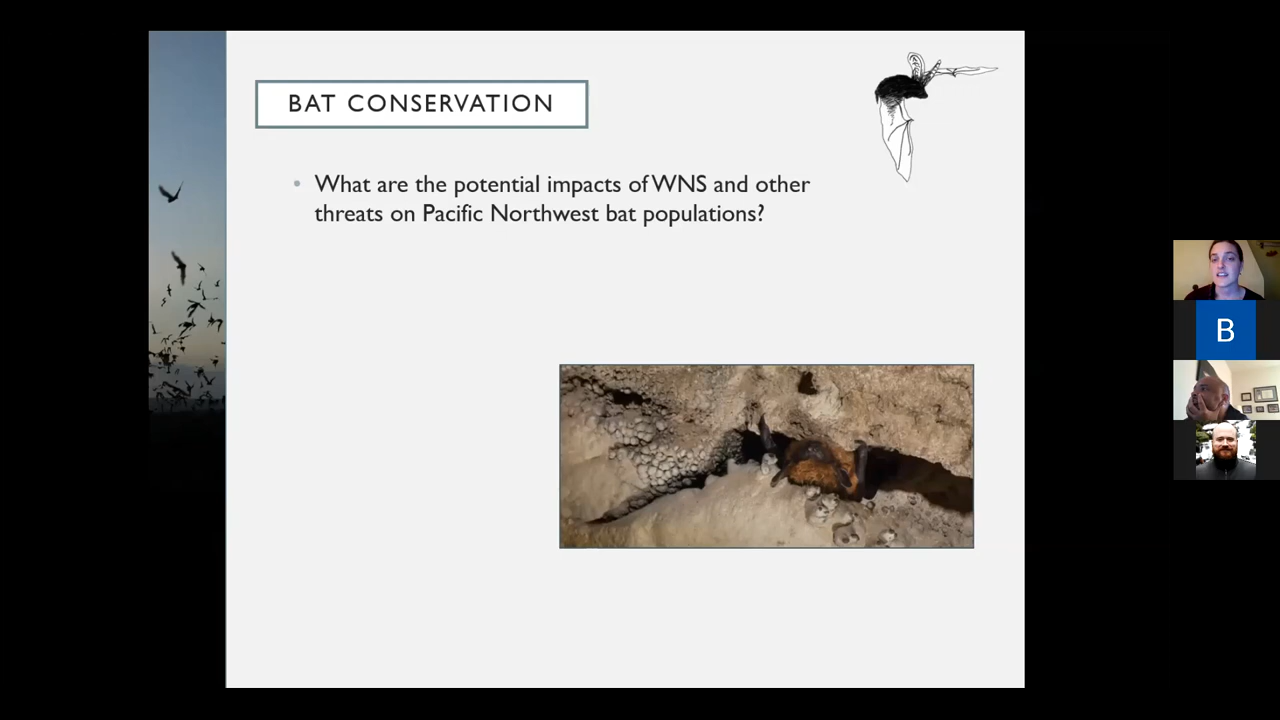 BAT CONSERVATION
• What are the potential impacts of WNS and other
threats on Pacific Northwest bat populations?
B